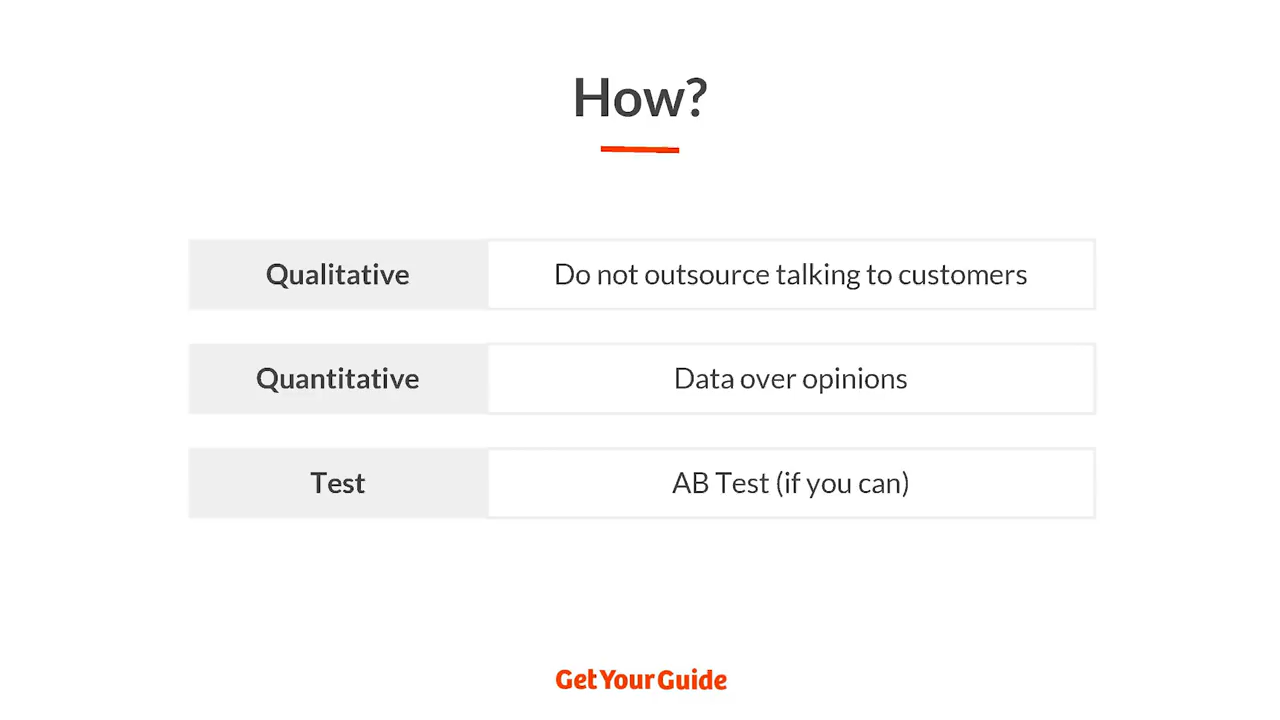 How?
Qualitative
Do not outsource talking to customers
Quantitative
Data over opinions
Test
AB Test (if you can)
GetYourGuide